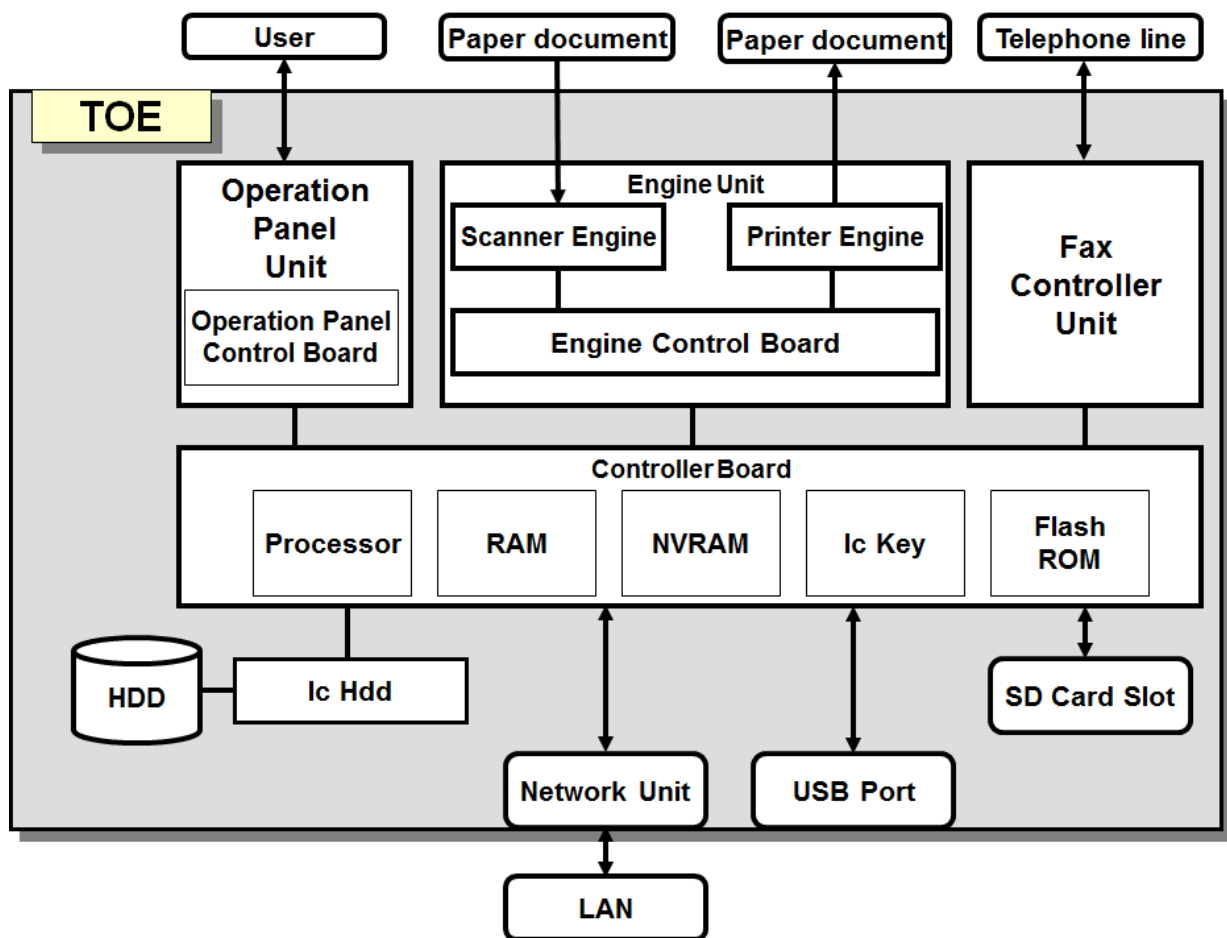 User
Paper document
Paper document
Telephone line
TOE
Operation
Panel
Unit
Operation Panel
Control Board
Engine Unit
Scanner Engine
Printer Engine
Engine Control Board
Fax
Controller
Unit
Controller Board
Processor
RAM
NVRAM
Ic Key
Flash
ROM
HDD
Ic Hdd
SD Card Slot
Network Unit
USB Port
LAN